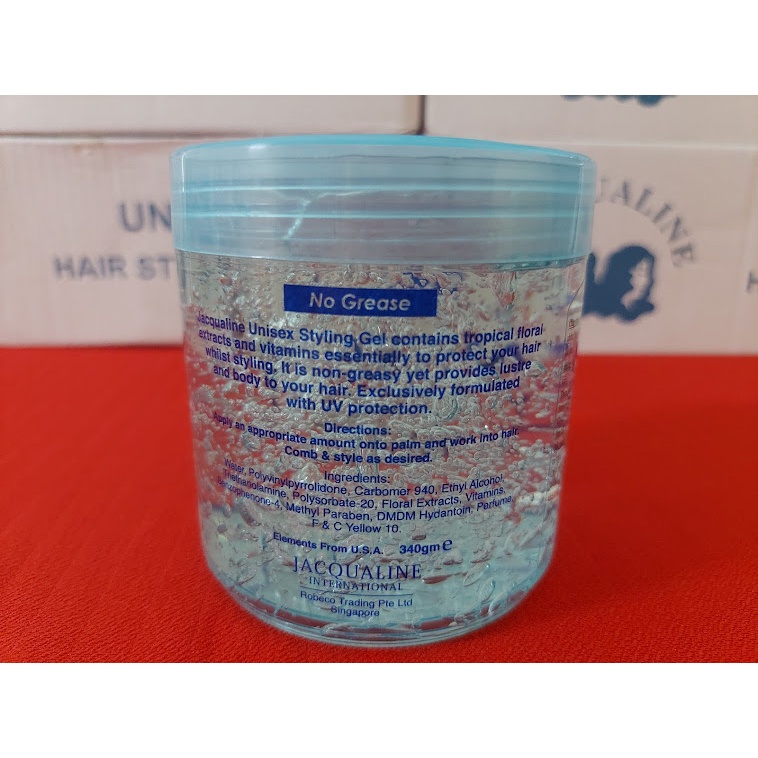 UN
HAIR ST
QUALINE
H
No Grease
Jacqualine Unisex Styling Gel contains tropical floral
extracts and vitamins essentially to protect your hair
whilst styling. It is non-greasy yet provides lustre
and body to your hair. Exclusively formulated
with UV protection.
Directions:
Apply an appropriate amount onto palm and work into hair.
Comb & style as desired.
Ingredients:
Water, Polyvinylpyrrolidone, Carbomer 940, Ethyl Alcohol,
Triethanolamine, Polysorbate-20, Floral Extracts, Vitamins,
Benzophenone-4, Methyl Paraben, DMDM Hydantoin, Perfume,
F & C Yellow 10.
Elements From U.S.A. 340gm e
JACQUALINE
INTERNATIONAL
Robeco Trading Pte Ltd
Singapore